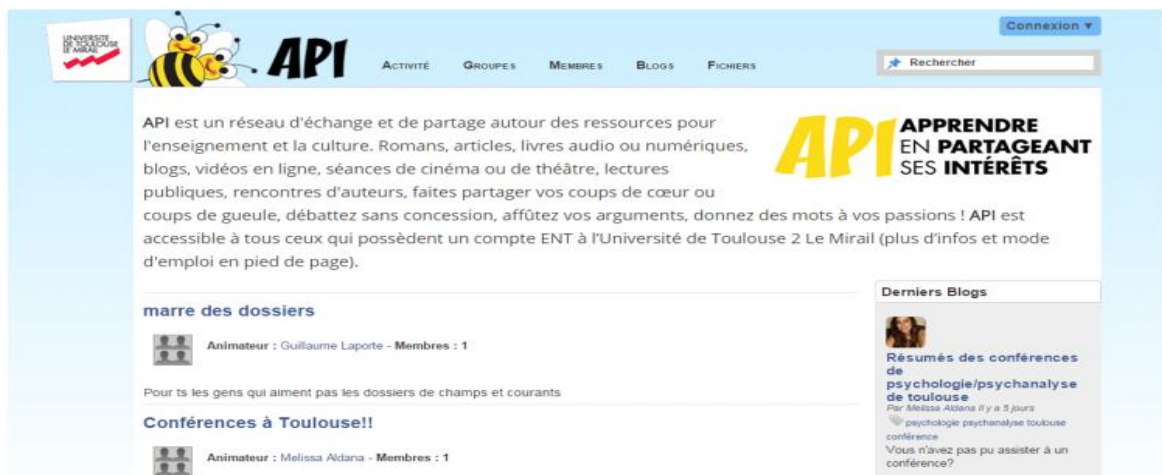 Connexion ▼
UNIVERSITE
DE TOULOUSE
LE MIRAIL
API
ACTIVITÉ GROUPES MEMBRES BLOGS FICHIERS
Rechercher
API est un réseau d'échange et de partage autour des ressources pour
l'enseignement et la culture. Romans, articles, livres audio ou numériques,
blogs, vidéos en ligne, séances de cinéma ou de théâtre, lectures
publiques, rencontres d'auteurs, faites partager vos coups de cœur ou
coups de gueule, débattez sans concession, affûtez vos arguments, donnez des mots à vos passions ! API est
accessible à tous ceux qui possèdent un compte ENT à l'Université de Toulouse 2 Le Mirail (plus d'infos et mode
d'emploi en pied de page).
API APPRENDRE
EN PARTAGEANT
SES INTÉRÊTS
marre des dossiers
Animateur : Guillaume Laporte - Membres : 1
Pour ts les gens qui aiment pas les dossiers de champs et courants
Conférences à Toulouse!!
Animateur : Melissa Aldana - Membres : 1
Derniers Blogs
Résumés des conférences
de
psychologie/psychanalyse
de toulouse
Par Melissa Aldana Il y a 5 jours
psychologie psychanalyse toulouse
conférence
Vous n'avez pas pu assister à un
conférence?